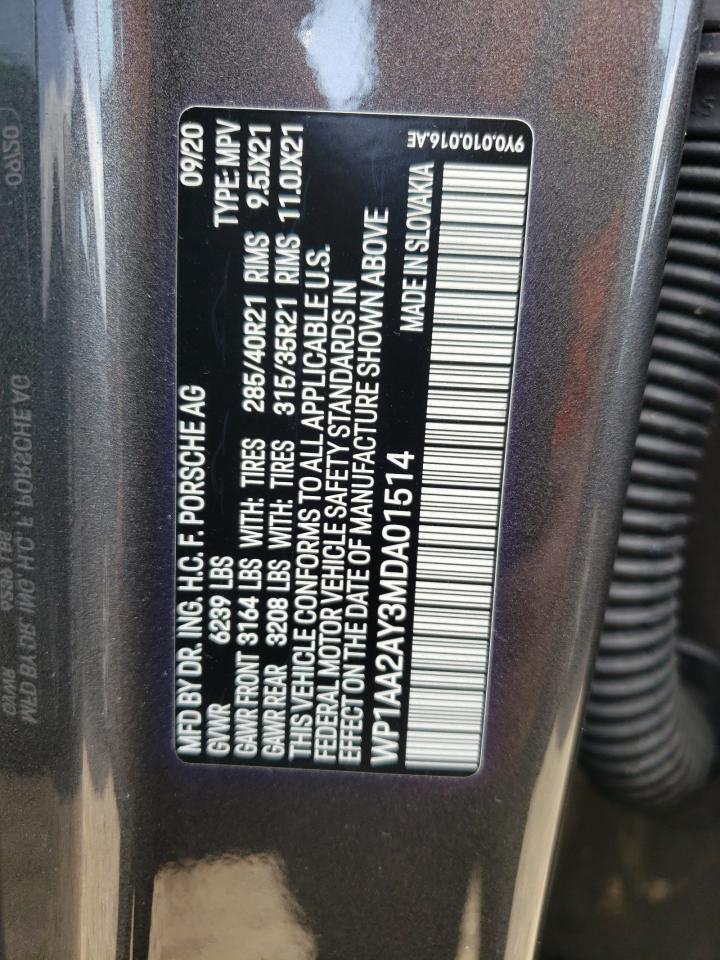 MFD BY DR. ING. H.C. F. PORSCHE AG 09/20
GVWR 6239 LBS TYPE: MPV
GAWR FRONT 3164 LBS WITH: TIRES 285/40R21 RIMS 9.5JX21
GAWR REAR 3208 LBS WITH: TIRES 315/35R21 RIMS 11.0JX21
THIS VEHICLE CONFORMS TO ALL APPLICABLE U.S.
FEDERAL MOTOR VEHICLE SAFETY STANDARDS IN
EFFECT ON THE DATE OF MANUFACTURE SHOWN ABOVE
WP1AA2AY3MDA01514 MADE IN SLOVAKIA
9Y0.010.016.AE